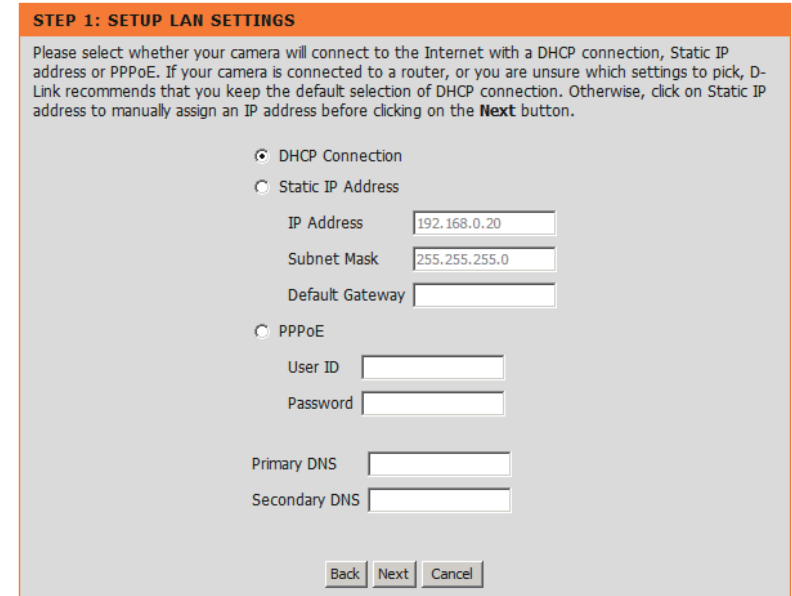 STEP 1: SETUP LAN SETTINGS
Please select whether your camera will connect to the Internet with a DHCP connection, Static IP
address or PPPoE. If your camera is connected to a router, or you are unsure which settings to pick, D-
Link recommends that you keep the default selection of DHCP connection. Otherwise, click on Static IP
address to manually assign an IP address before clicking on the Next button.
DHCP Connection
Static IP Address
IP Address 192.168.0.20
Subnet Mask 255.255.255.0
Default Gateway
PPPoE
User ID
Password
Primary DNS
Secondary DNS
Back Next Cancel